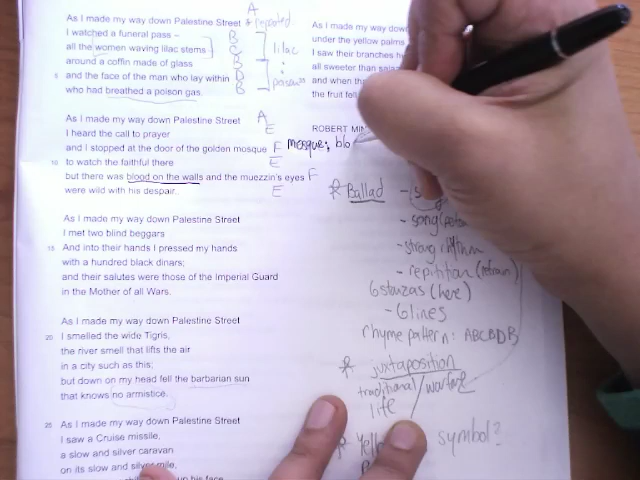 A
As I made my way down Palestine Street * repeated
I watched a funeral pass – B
all the women waving lilac stems C lilac
around a coffin made of glass B :
5 and the face of the man who lay within D poison
who had breathed a poison gas. B
As I made my way down Palestine Street A
I heard the call to prayer E
and I stopped at the door of the golden mosque F mosque; blo
10 to watch the faithful there E
but there was blood on the walls and the muezzin's eyes F
were wild with his despair. E
As I made my way down Palestine Street
I met two blind beggars
15 And into their hands I pressed my hands
with a hundred black dinars;
and their salutes were those of the Imperial Guard
in the Mother of all Wars.
As I made my way down Palestine Street
20 I smelled the wide Tigris,
the river smell that lifts the air
in a city such as this;
but down on my head fell the barbarian sun
that knows no armistice.
25 As I made my way down Palestine Street
I saw a Cruise missile,
a slow and silver caravan
on its slow and silver mile,
up his face
As I made my way down
under the yellow palms
I saw their branches
all sweeter than
and when
the fruit fell
ROBERT
* Ballad
- song
- strong rhythm
- repitition (refrain)
6 stanzas (here)
- 6 lines
rhyme pattern: ABCBDB
* juxtaposition
traditional / warfare
life
symbol?